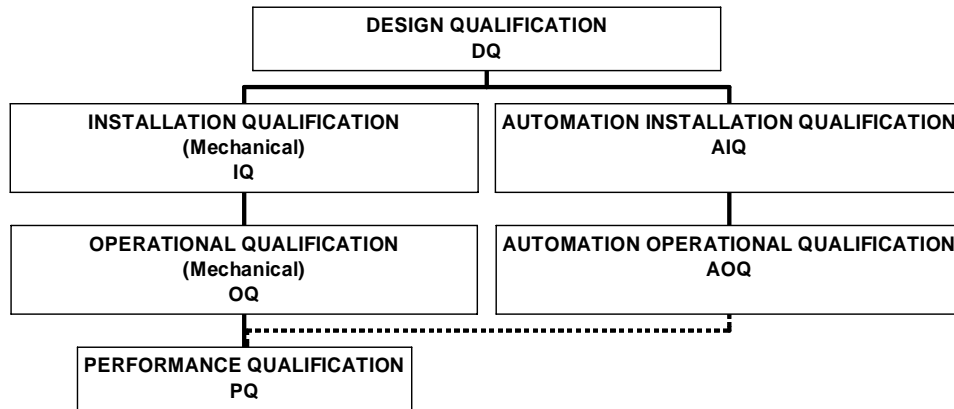 DESIGN QUALIFICATION
DQ
INSTALLATION QUALIFICATION
(Mechanical)
IQ
AUTOMATION INSTALLATION QUALIFICATION
AIQ
OPERATIONAL QUALIFICATION
(Mechanical)
OQ
AUTOMATION OPERATIONAL QUALIFICATION
AOQ
PERFORMANCE QUALIFICATION
PQ